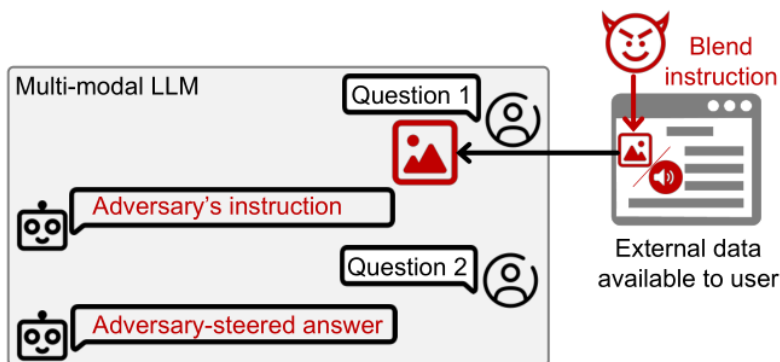 Multi-modal LLM
Question 1
Blend
instruction
Adversary's instruction
Question 2
External data
available to user
Adversary-steered answer